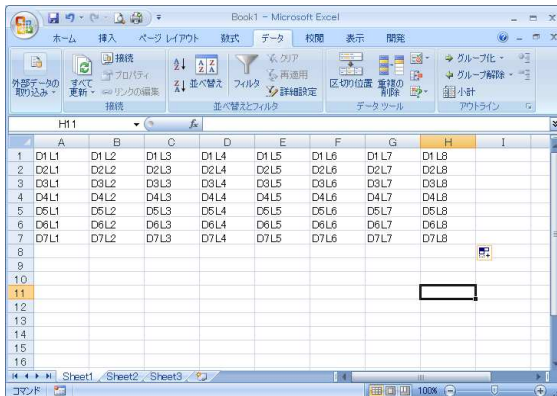 Book1 - Microsoft Excel
ホーム 挿入 ページ レイアウト 数式 データ 校閲 表示 開発
外部データの取り込み
すべて更新
接続
プロパティ
リンクの編集
接続
並べ替え
フィルタ
クリア
再適用
詳細設定
並べ替えとフィルタ
区切り位置
重複の削除
データ ツール
グループ化
グループ解除
小計
アウトライン
H11
fx
A B C D E F G H I
1 D1L1 D1L2 D1L3 D1L4 D1L5 D1L6 D1L7 D1L8
2 D2L1 D2L2 D2L3 D2L4 D2L5 D2L6 D2L7 D2L8
3 D3L1 D3L2 D3L3 D3L4 D3L5 D3L6 D3L7 D3L8
4 D4L1 D4L2 D4L3 D4L4 D4L5 D4L6 D4L7 D4L8
5 D5L1 D5L2 D5L3 D5L4 D5L5 D5L6 D5L7 D5L8
6 D6L1 D6L2 D6L3 D6L4 D6L5 D6L6 D6L7 D6L8
7 D7L1 D7L2 D7L3 D7L4 D7L5 D7L6 D7L7 D7L8
8
9
10
11
12
13
14
15
16
Sheet1 Sheet2 Sheet3
コマンド 100%